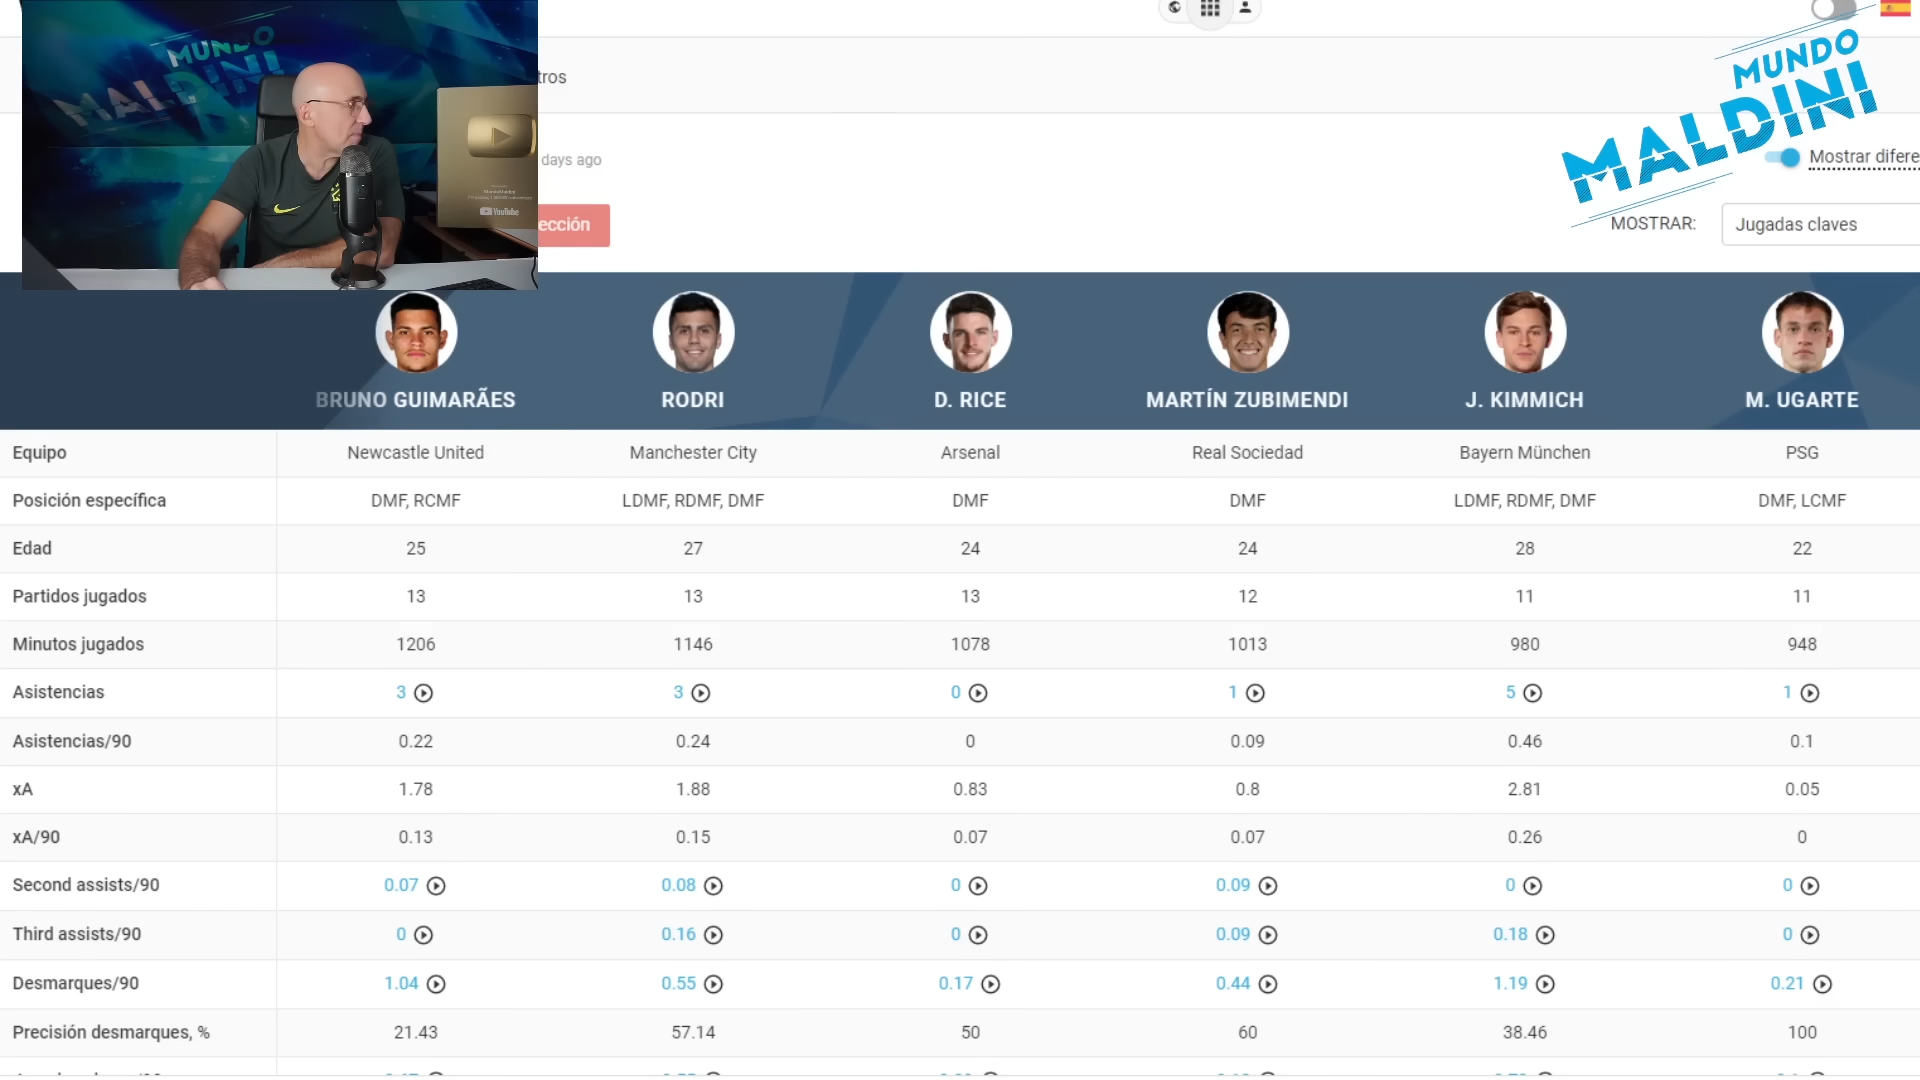 MUNDO
MALDINI
YouTube
tros
days ago
ección
MUNDO
MALDINI
Mostrar difere
MOSTRAR: Jugadas claves
BRUNO GUIMARÃES RODRI D. RICE MARTÍN ZUBIMENDI J. KIMMICH M. UGARTE
Equipo Newcastle United Manchester City Arsenal Real Sociedad Bayern München PSG
Posición específica DMF, RCMF LDMF, RDMF, DMF DMF DMF LDMF, RDMF, DMF DMF, LCMF
Edad 25 27 24 24 28 22
Partidos jugados 13 13 13 12 11 11
Minutos jugados 1206 1146 1078 1013 980 948
Asistencias 3 3 0 1 5 1
Asistencias/90 0.22 0.24 0 0.09 0.46 0.1
xA 1.78 1.88 0.83 0.8 2.81 0.05
xA/90 0.13 0.15 0.07 0.07 0.26 0
Second assists/90 0.07 0.08 0 0.09 0 0
Third assists/90 0 0.16 0 0.09 0.18 0
Desmarques/90 1.04 0.55 0.17 0.44 1.19 0.21
Precisión desmarques, % 21.43 57.14 50 60 38.46 100